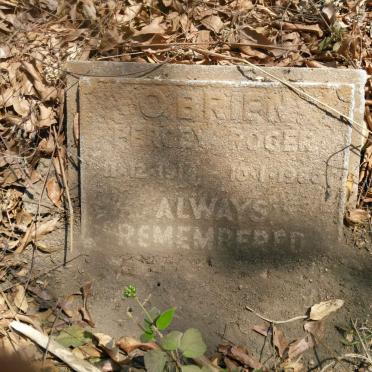 O'BRIEN
PERCEY ROGER
ALWAYS
REMEMBERED